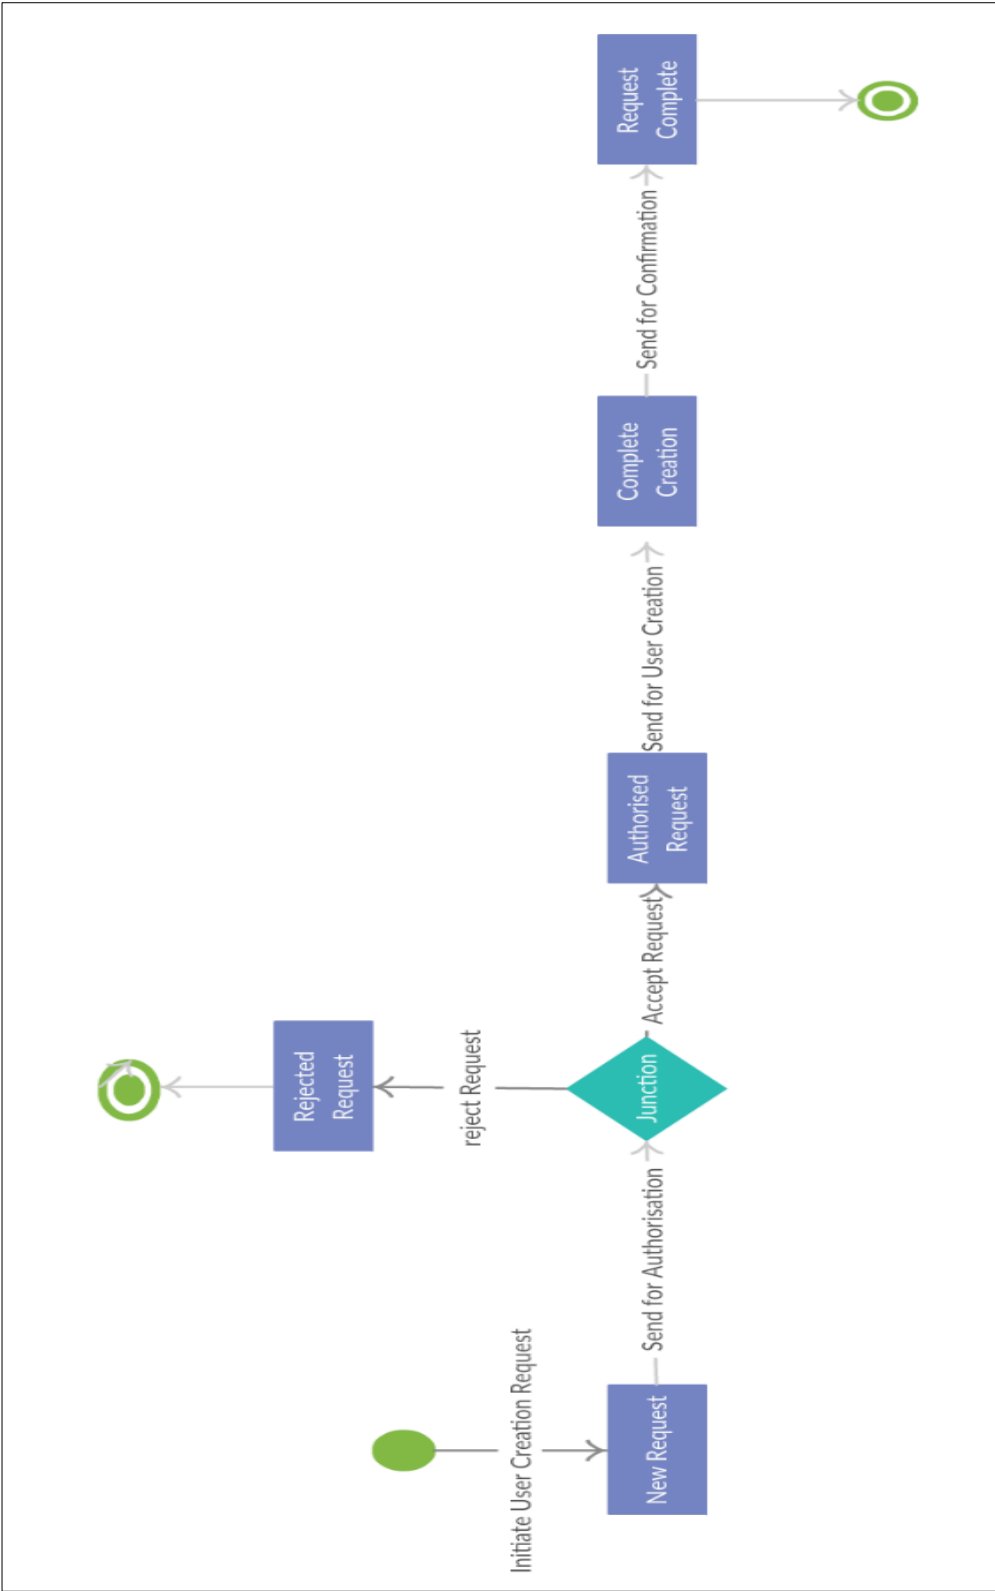 Initiate User Creation Request
New Request
Send for Authorisation
Junction
reject Request
Rejected
Request
Accept Request
Authorised
Request
Send for User Creation
Complete
Creation
Send for Confirmation
Request
Complete